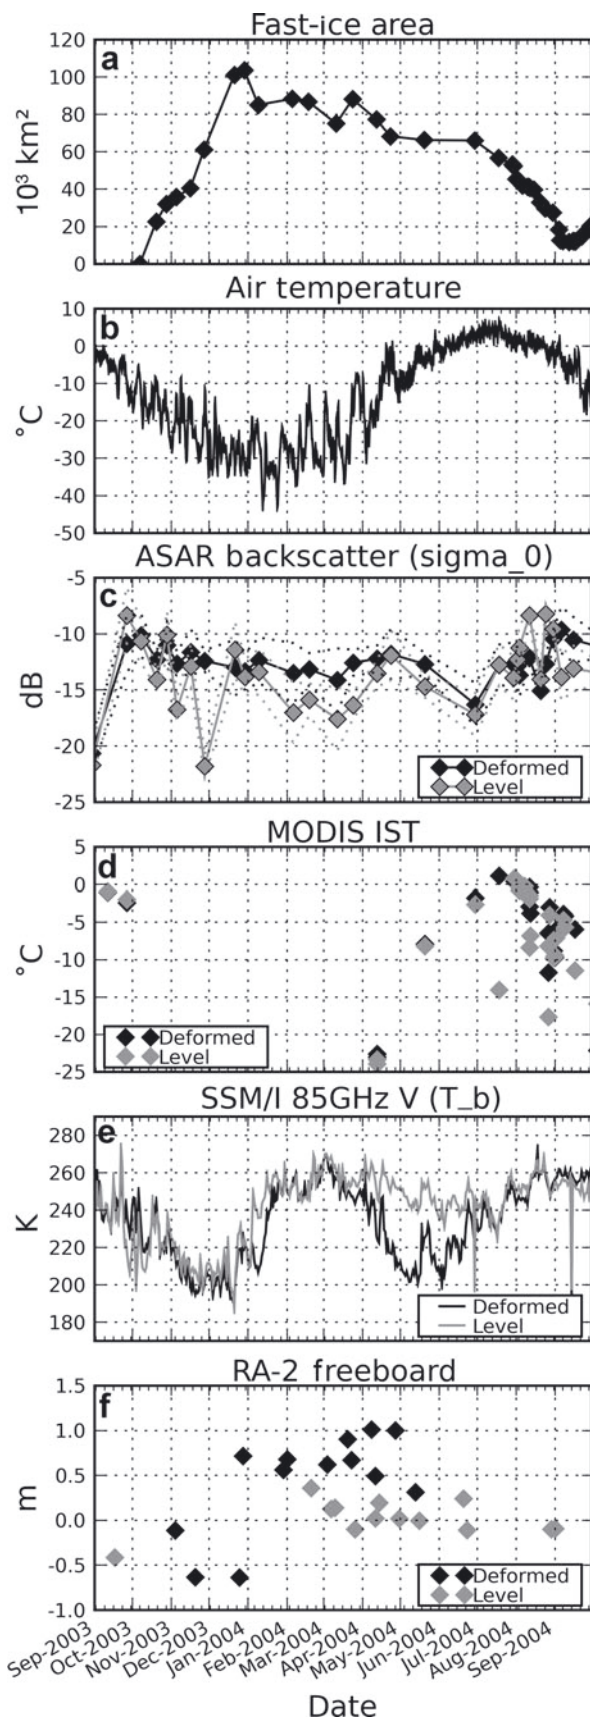 Fast-ice area
a
120
100
80
60
40
20
0
10³ km²
Air temperature
b
10
0
-10
-20
-30
-40
-50
°C
ASAR backscatter (sigma_0)
c
-5
-10
-15
-20
-25
dB
Deformed
Level
MODIS IST
d
5
0
-5
-10
-15
-20
-25
°C
Deformed
Level
SSM/I 85GHz V (T_b)
e
280
260
240
220
200
180
K
Deformed
Level
RA-2 freeboard
f
1.5
1.0
0.5
0.0
-0.5
-1.0
m
Deformed
Level
Sep-2003
Oct-2003
Nov-2003
Dec-2003
Jan-2004
Feb-2004
Mar-2004
Apr-2004
May-2004
Jun-2004
Jul-2004
Aug-2004
Sep-2004
Date